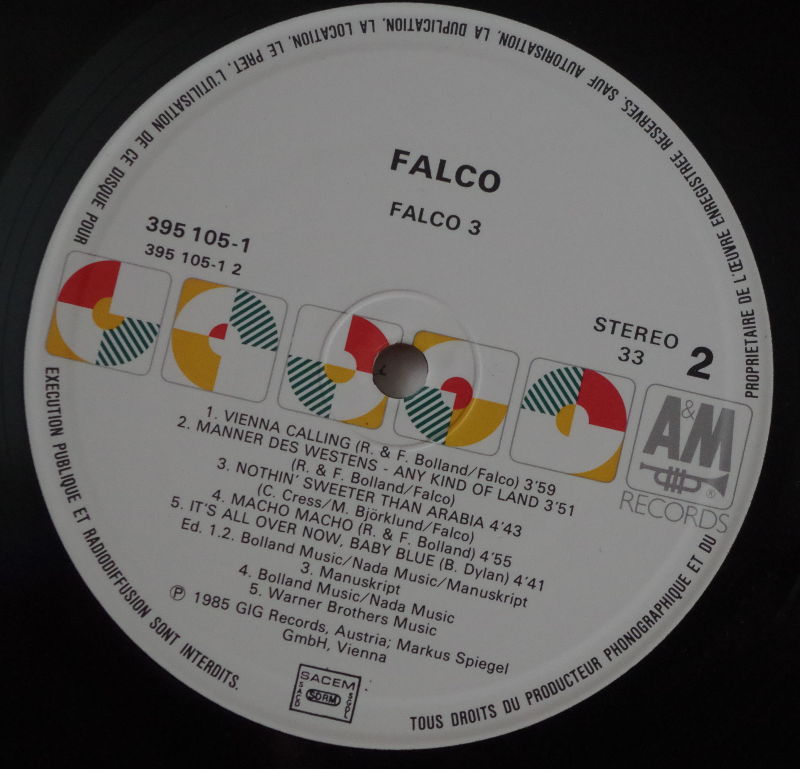 FALCO
FALCO 3
395 105-1
395 105-1 2
STEREO
33
2
A&M
®
RECORDS
1. VIENNA CALLING (R. & F. Bolland/Falco) 3'59
2. MANNER DES WESTENS - ANY KIND OF LAND 3'51
(R. & F. Bolland/Falco)
3. NOTHIN' SWEETER THAN ARABIA 4'43
(C. Cress/M. Björklund/Falco)
4. MACHO MACHO (R. & F. Bolland) 4'55
5. IT'S ALL OVER NOW, BABY BLUE (B. Dylan) 4'41
Ed. 1.2. Bolland Music/Nada Music/Manuskript
3. Manuskript
4. Bolland Music/Nada Music
5. Warner Brothers Music
℗ 1985 GIG Records, Austria; Markus Spiegel
GmbH, Vienna
SACEM
SACD
SDRM
SGDL
TOUS DROITS DU PRODUCTEUR PHONOGRAPHIQUE ET DU PROPRIETAIRE DE L'ŒUVRE ENREGISTREE RESERVES. SAUF AUTORISATION, LA DUPLICATION, LA LOCATION, LE PRET, L'UTILISATION DE CE DISQUE POUR EXECUTION PUBLIQUE ET RADIODIFFUSION SONT INTERDITS.